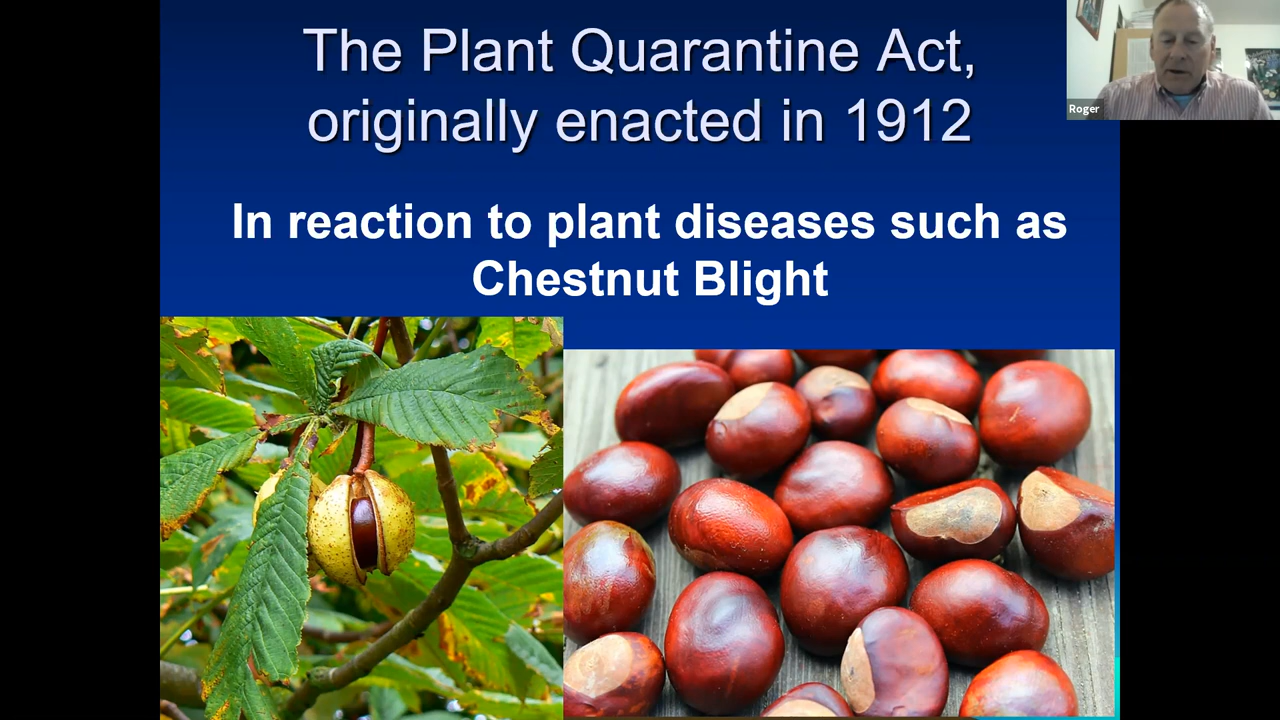 The Plant Quarantine Act,
originally enacted in 1912
In reaction to plant diseases such as
Chestnut Blight
Roger